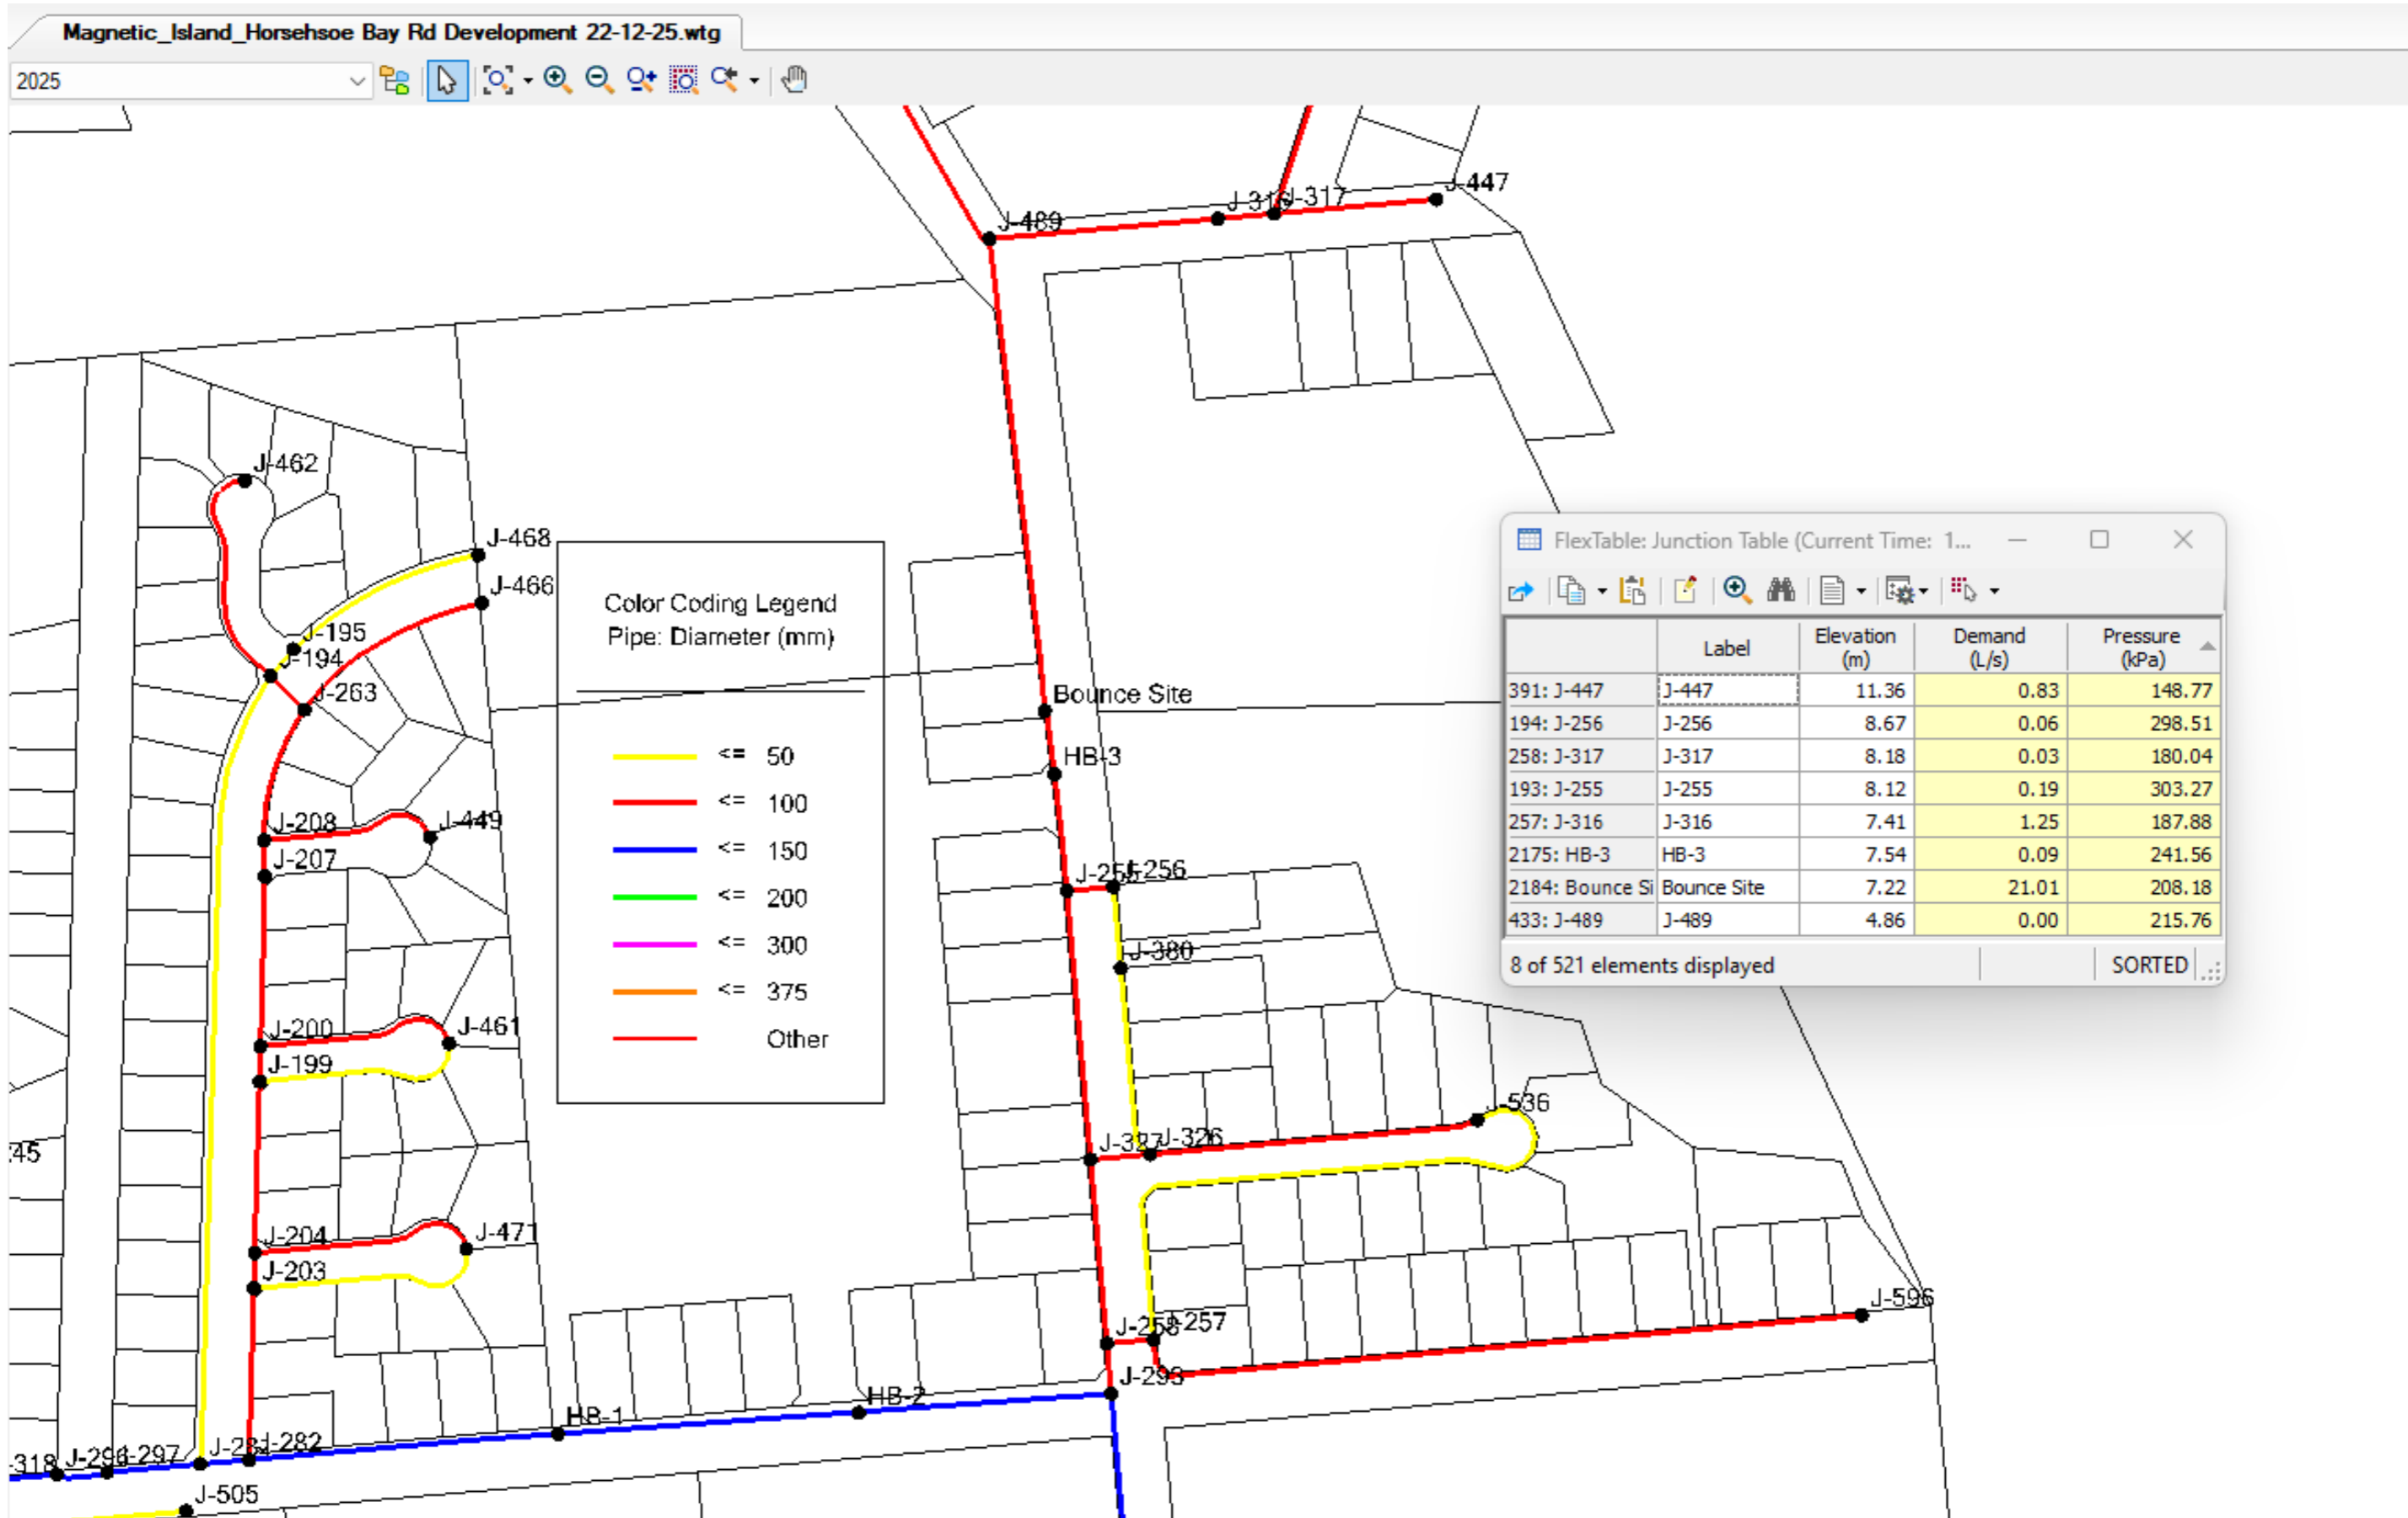 Magnetic_Island_Horsehsoe Bay Rd Development 22-12-25.wtg
2025
J-447
J-316
J-317
J-489
J-462
J-468
J-466
J-195
J-194
J-263
J-208
J-449
J-207
J-200
J-461
J-199
J-204
J-471
J-203
45
Color Coding Legend
Pipe: Diameter (mm)
<= 50
<= 100
<= 150
<= 200
<= 300
<= 375
Other
Bounce Site
HB-3
J-255
J-256
J-380
J-536
J-327
J-326
J-257
J-596
J-293
HB-2
HB-1
J-282
J-297
J-296
-318
J-505
FlexTable: Junction Table (Current Time: 1...
Label Elevation (m) Demand (L/s) Pressure (kPa)
391: J-447 J-447 11.36 0.83 148.77
194: J-256 J-256 8.67 0.06 298.51
258: J-317 J-317 8.18 0.03 180.04
193: J-255 J-255 8.12 0.19 303.27
257: J-316 J-316 7.41 1.25 187.88
2175: HB-3 HB-3 7.54 0.09 241.56
2184: Bounce Si Bounce Site 7.22 21.01 208.18
433: J-489 J-489 4.86 0.00 215.76
8 of 521 elements displayed SORTED